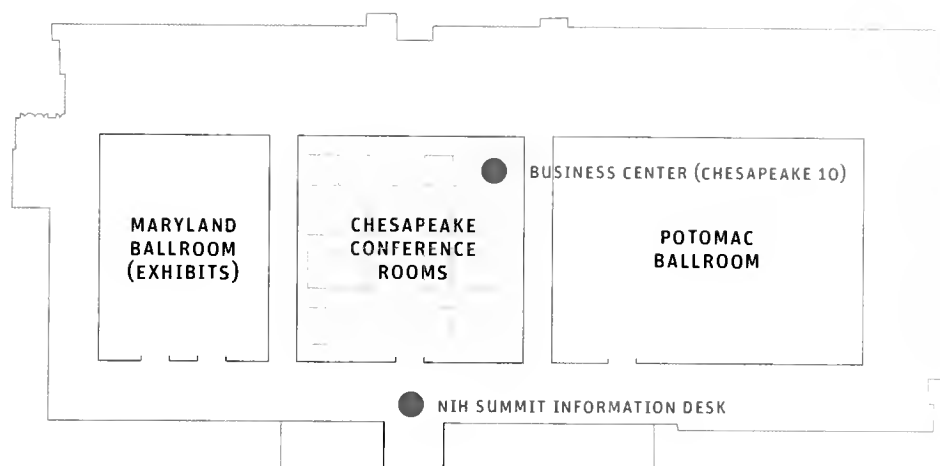 BUSINESS CENTER (CHESAPEAKE 10)
MARYLAND
BALLROOM
(EXHIBITS)
CHESAPEAKE
CONFERENCE
ROOMS
POTOMAC
BALLROOM
NIH SUMMIT INFORMATION DESK